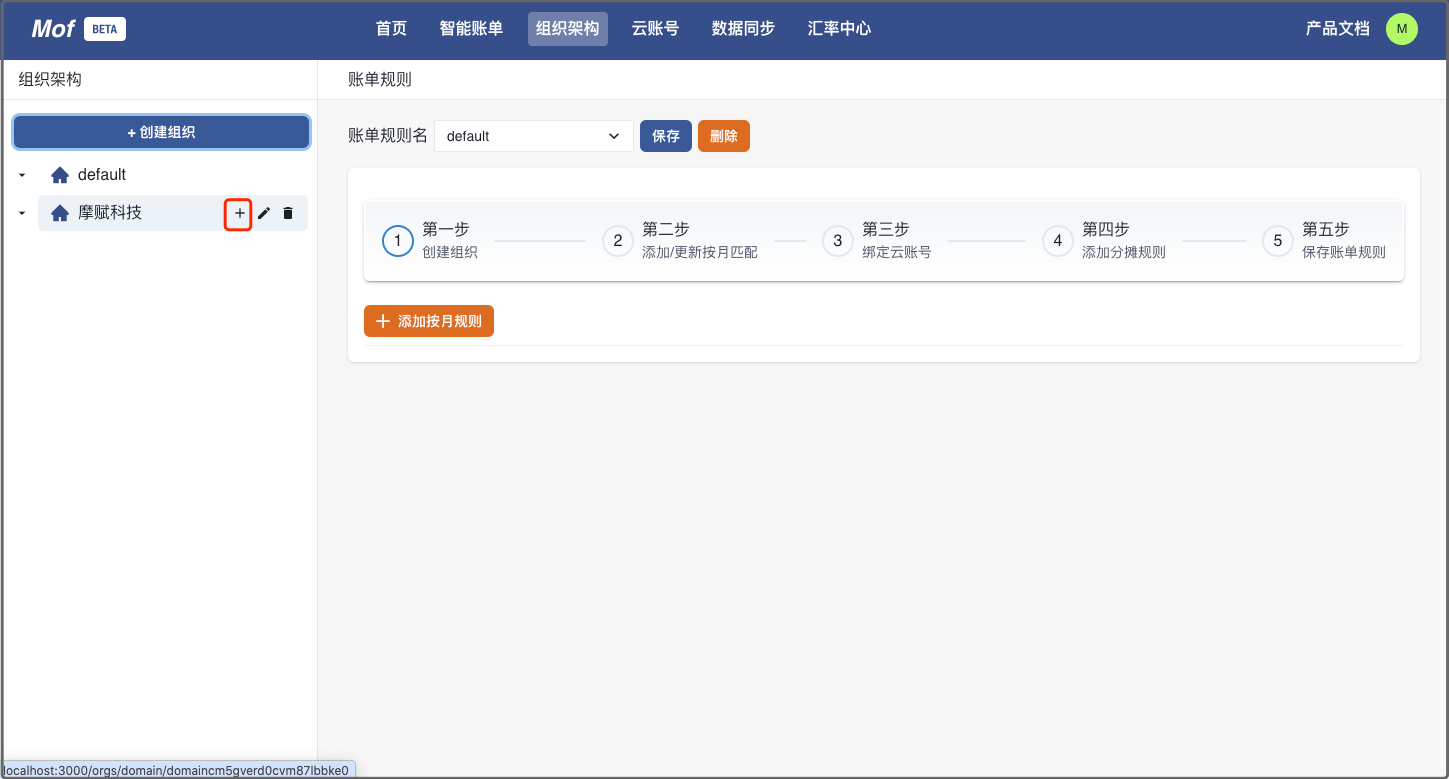 Mof BETA 首页 智能账单 组织架构 云账号 数据同步 汇率中心 产品文档 M
组织架构
账单规则
+ 创建组织
账单规则名 default 保存 删除
default
摩赋科技
1 第一步 2 第二步 3 第三步 4 第四步 5 第五步
创建组织 添加/更新按月匹配 绑定云账号 添加分摊规则 保存账单规则
添加按月规则
localhost:3000/orgs/domain/domaincm5gverd0cvm87lbbke0